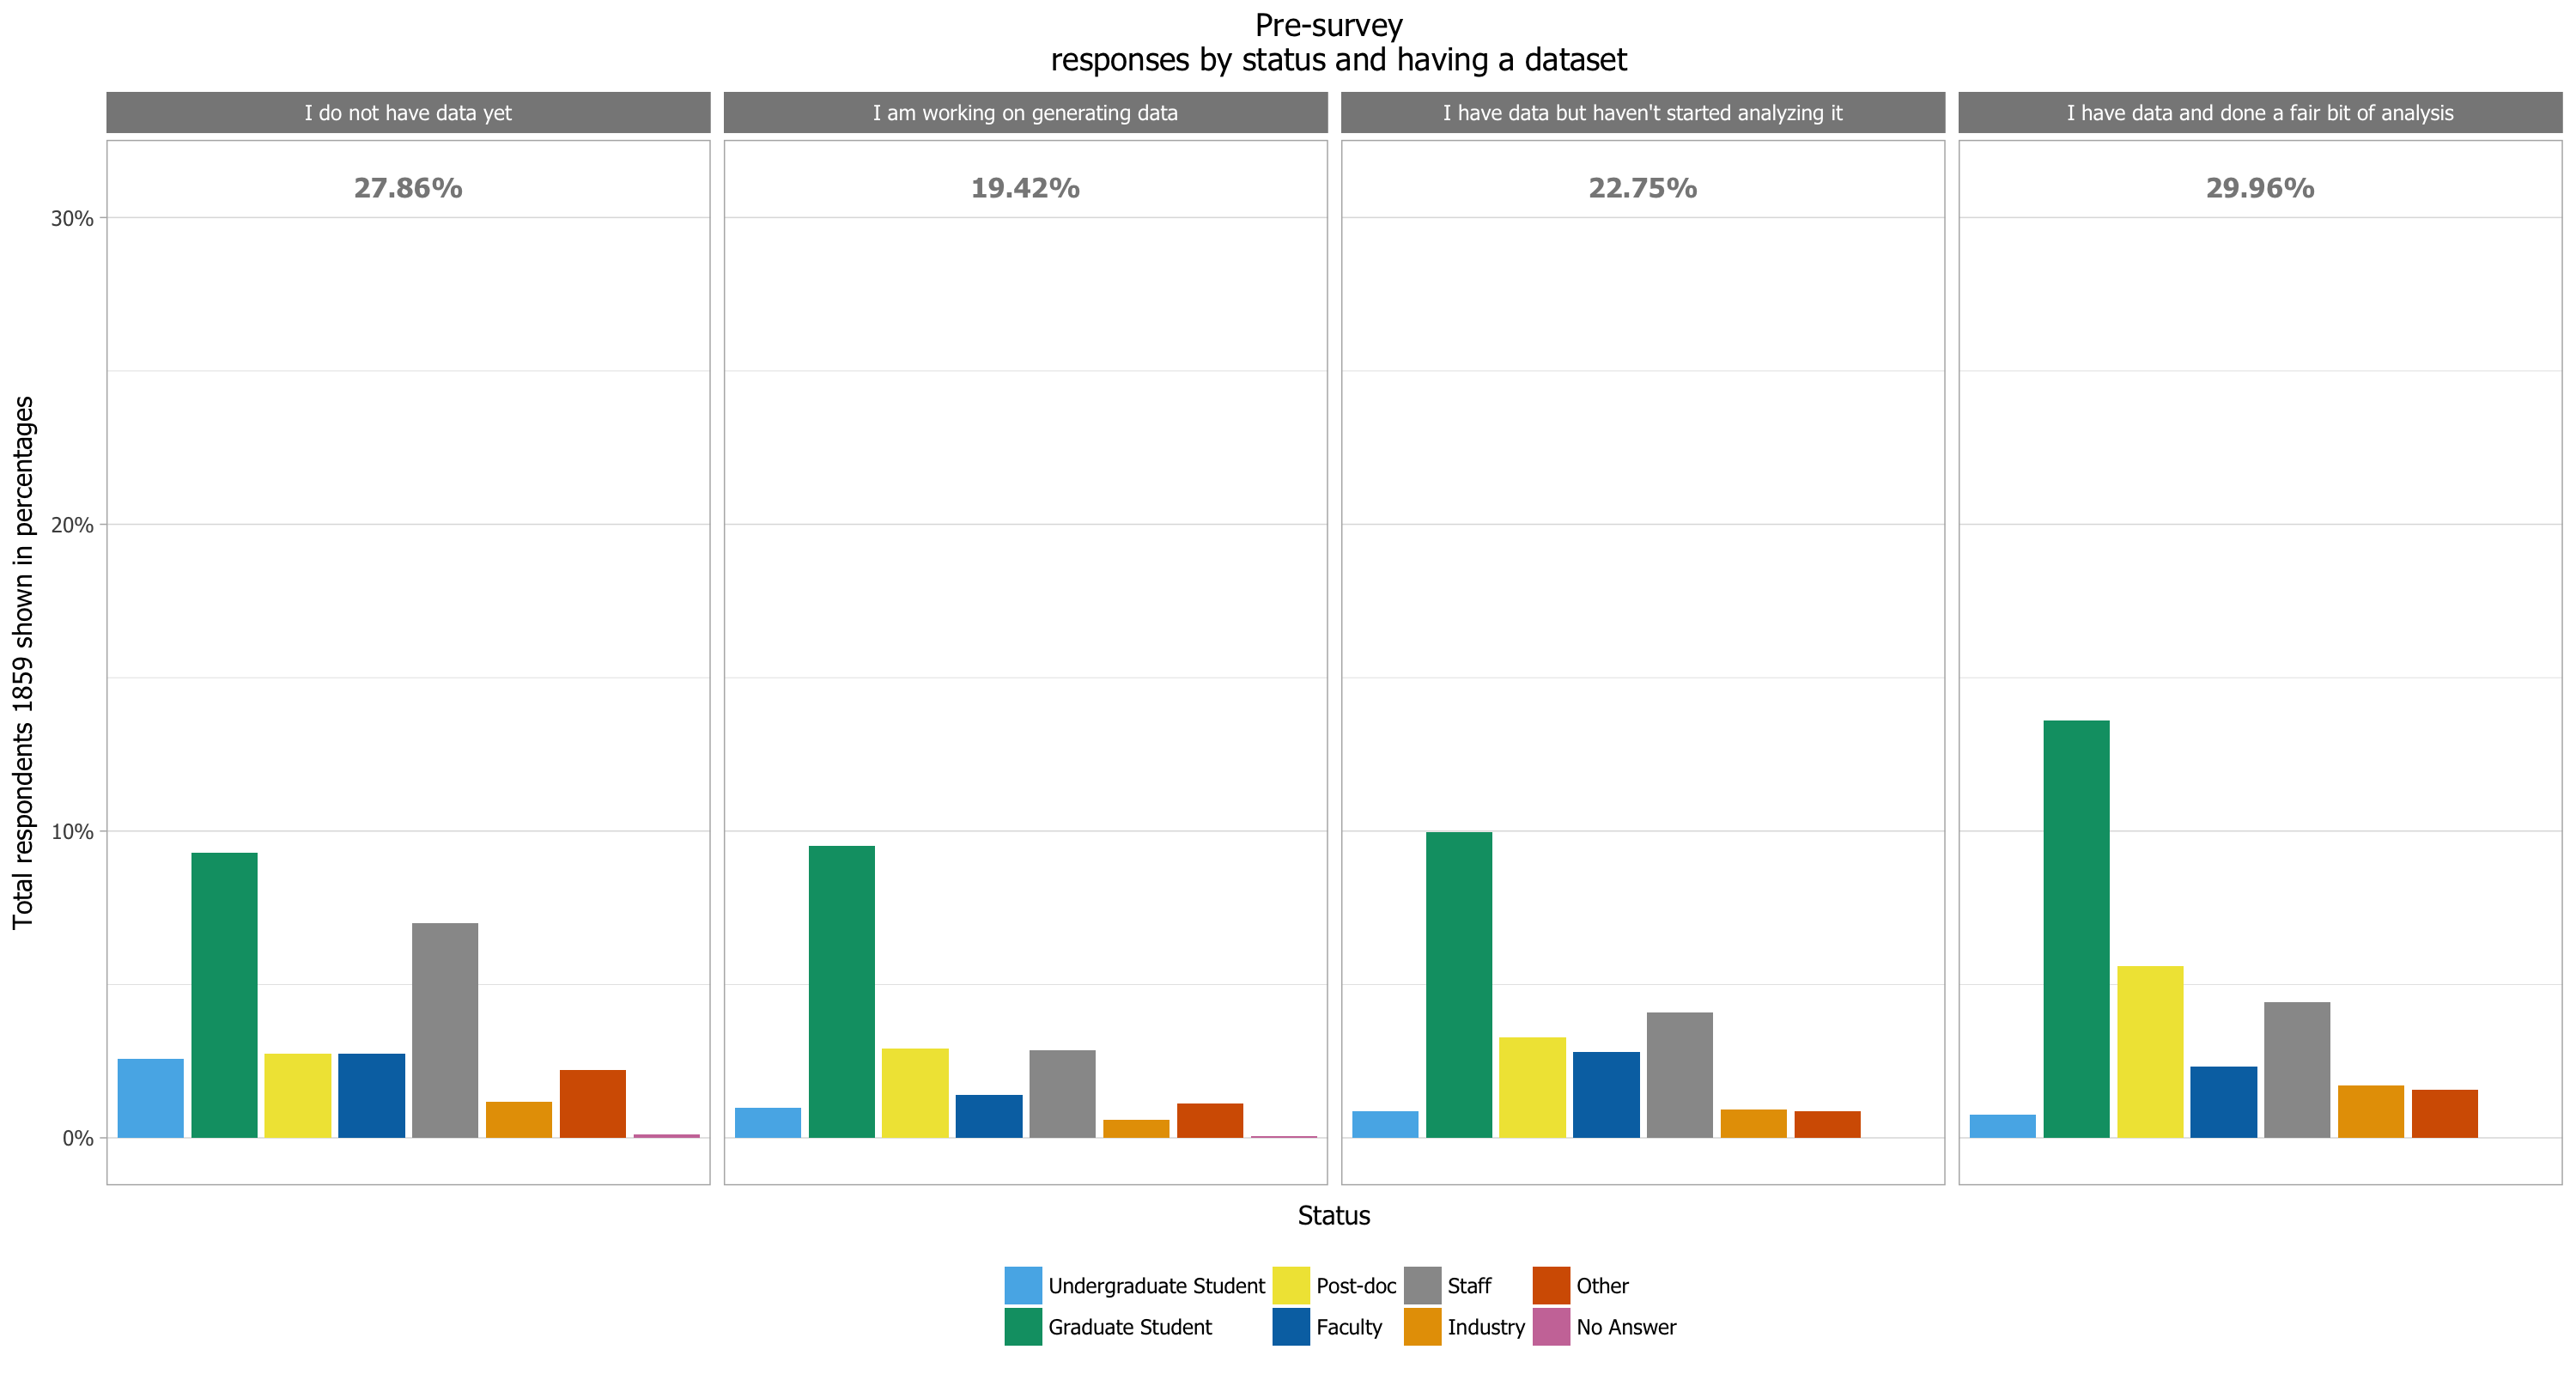 Pre-survey
responses by status and having a dataset
I do not have data yet
I am working on generating data
I have data but haven't started analyzing it
I have data and done a fair bit of analysis
27.86%
19.42%
22.75%
29.96%
30%
20%
10%
0%
Total respondents 1859 shown in percentages
Status
Undergraduate Student
Post-doc
Staff
Other
Graduate Student
Faculty
Industry
No Answer